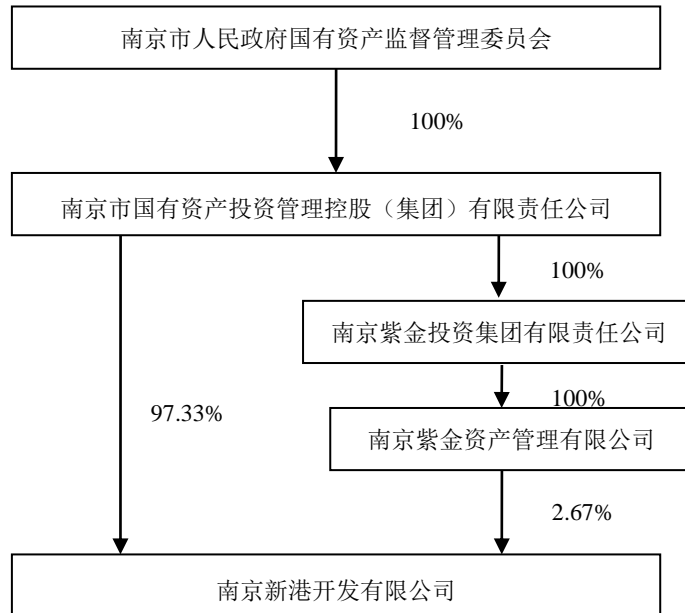 南京市人民政府国有资产监督管理委员会
100%
南京市国有资产投资管理控股（集团）有限责任公司
100%
南京紫金投资集团有限责任公司
100%
97.33%
南京紫金资产管理有限公司
2.67%
南京新港开发有限公司